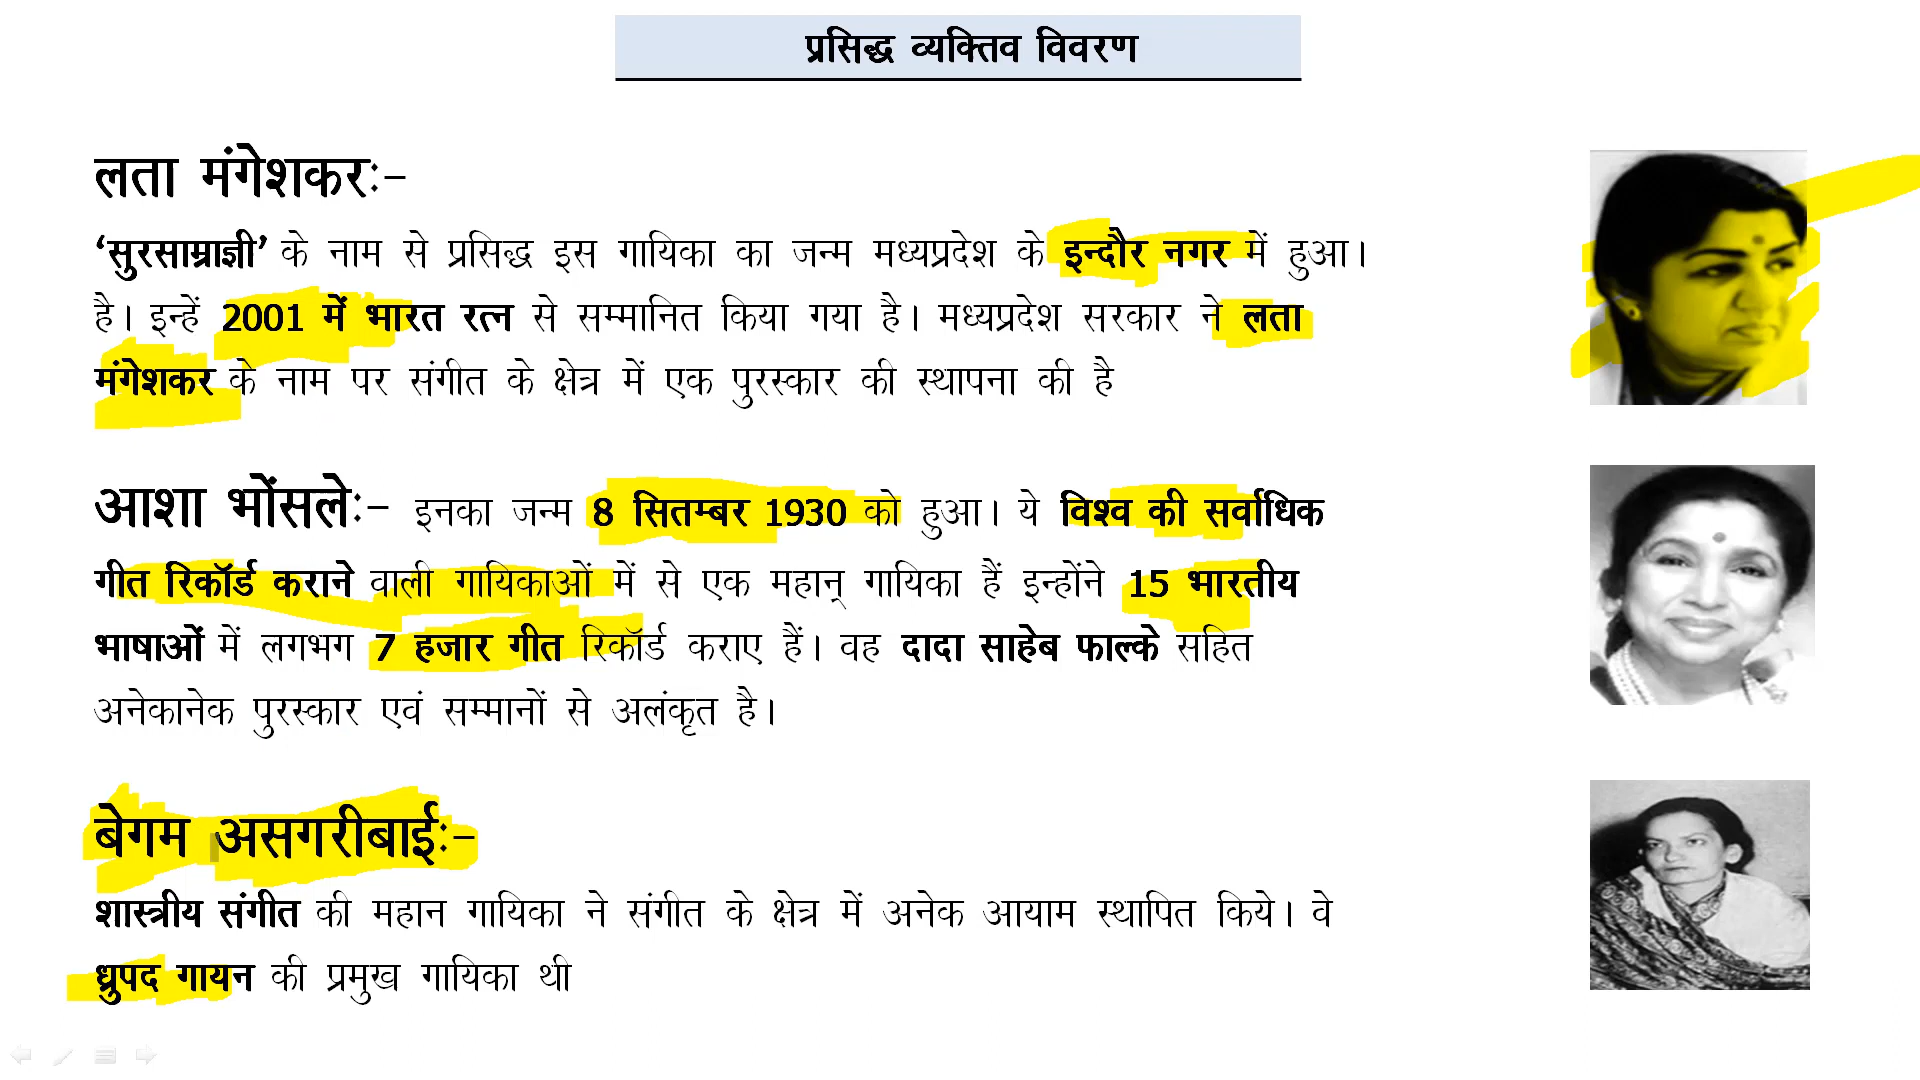 प्रसिद्ध व्यक्तिव विवरण
लता मंगेशकरः-
‘सुरसाम्राज्ञी’ के नाम से प्रसिद्ध इस गायिका का जन्म मध्यप्रदेश के इन्दौर नगर में हुआ।
है। इन्हें 2001 में भारत रत्न से सम्मानित किया गया है। मध्यप्रदेश सरकार ने लता
मंगेशकर के नाम पर संगीत के क्षेत्र में एक पुरस्कार की स्थापना की है
आशा भोंसलेः- इनका जन्म 8 सितम्बर 1930 को हुआ। ये विश्व की सर्वाधिक
गीत रिकॉर्ड कराने वाली गायिकाओं में से एक महान् गायिका हैं इन्होंने 15 भारतीय
भाषाओं में लगभग 7 हजार गीत रिकॉर्ड कराए हैं। वह दादा साहेब फाल्के सहित
अनेकानेक पुरस्कार एवं सम्मानों से अलंकृत है।
बेगम असगरीबाईः-
शास्त्रीय संगीत की महान गायिका ने संगीत के क्षेत्र में अनेक आयाम स्थापित किये। वे
ध्रुपद गायन की प्रमुख गायिका थी